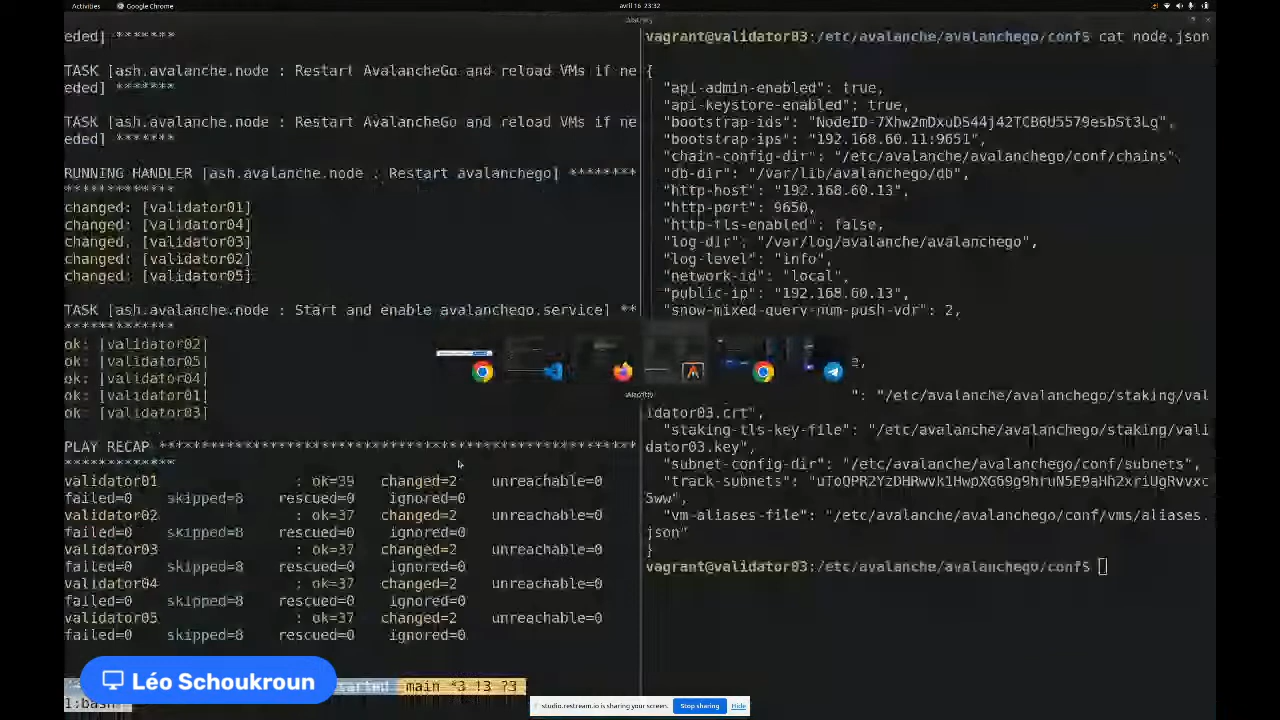 Activities Google Chrome avril 16 23:32
Alacritty
eded] *******
TASK [ash.avalanche.node : Restart AvalancheGo and reload VMs if ne
eded] *******
TASK [ash.avalanche.node : Restart AvalancheGo and reload VMs if ne
eded] *******
RUNNING HANDLER [ash.avalanche.node : Restart avalanchego] ********
*************
changed: [validator01]
changed: [validator04]
changed: [validator03]
changed: [validator02]
changed: [validator05]
TASK [ash.avalanche.node : Start and enable avalanchego.service] **
*************
ok: [validator02]
ok: [validator05]
ok: [validator04]
ok: [validator01]
ok: [validator03]
PLAY RECAP ********************************************************
*************
validator01 : ok=39 changed=2 unreachable=0
failed=0 skipped=8 rescued=0 ignored=0
validator02 : ok=37 changed=2 unreachable=0
failed=0 skipped=8 rescued=0 ignored=0
validator03 : ok=37 changed=2 unreachable=0
failed=0 skipped=8 rescued=0 ignored=0
validator04 : ok=37 changed=2 unreachable=0
failed=0 skipped=8 rescued=0 ignored=0
validator05 : ok=37 changed=2 unreachable=0
failed=0 skipped=8 rescued=0 ignored=0
main *3 !3 ?3
1:bash
vagrant@validator03:/etc/avalanche/avalanchego/conf$ cat node.json
{
"api-admin-enabled": true,
"api-keystore-enabled": true,
"bootstrap-ids": "NodeID-7Xhw2mDxuDS44j42TCB6U5579esbSt3Lg",
"bootstrap-ips": "192.168.60.11:9651",
"chain-config-dir": "/etc/avalanche/avalanchego/conf/chains",
"db-dir": "/var/lib/avalanche/avalanchego/db",
"http-host": "192.168.60.13",
"http-port": 9650,
"http-tls-enabled": false,
"log-dir": "/var/log/avalanche/avalanchego",
"log-level": "info",
"network-id": "local",
"public-ip": "192.168.60.13",
"snow-mixed-query-num-push-vdr": 2,
e,
Alacritty
": "/etc/avalanche/avalanchego/staking/val
idator03.crt",
"staking-tls-key-file": "/etc/avalanche/avalanchego/staking/vali
dator03.key",
"subnet-config-dir": "/etc/avalanche/avalanchego/conf/subnets",
"track-subnets":
5ww",
"vm-aliases-file": "/etc/avalanche/avalanchego/conf/vms/aliases.
json"
}
vagrant@validator03:/etc/avalanche/avalanchego/conf$
Léo Schoukroun
studio.restream.io is sharing your screen. Stop sharing Hide